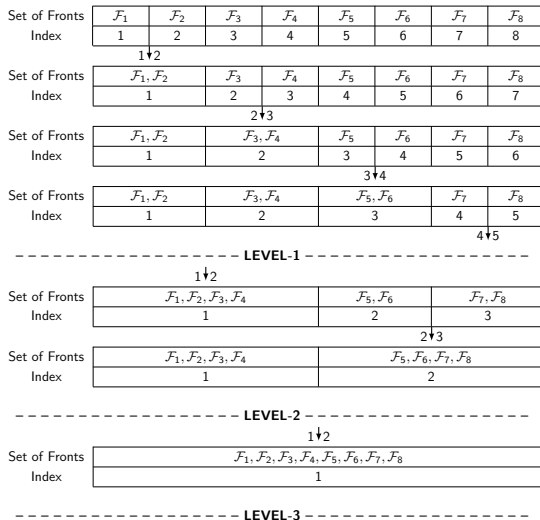 Set of Fronts F₁ F₂ F₃ F₄ F₅ F₆ F₇ F₈
Index 1 2 3 4 5 6 7 8
1 2
Set of Fronts F₁, F₂ F₃ F₄ F₅ F₆ F₇ F₈
Index 1 2 3 4 5 6 7
2 3
Set of Fronts F₁, F₂ F₃, F₄ F₅ F₆ F₇ F₈
Index 1 2 3 4 5 6
3 4
Set of Fronts F₁, F₂ F₃, F₄ F₅, F₆ F₇ F₈
Index 1 2 3 4 5
4 5
LEVEL-1
1 2
Set of Fronts F₁, F₂, F₃, F₄ F₅, F₆ F₇, F₈
Index 1 2 3
2 3
Set of Fronts F₁, F₂, F₃, F₄ F₅, F₆, F₇, F₈
Index 1 2
LEVEL-2
1 2
Set of Fronts F₁, F₂, F₃, F₄, F₅, F₆, F₇, F₈
Index 1
LEVEL-3